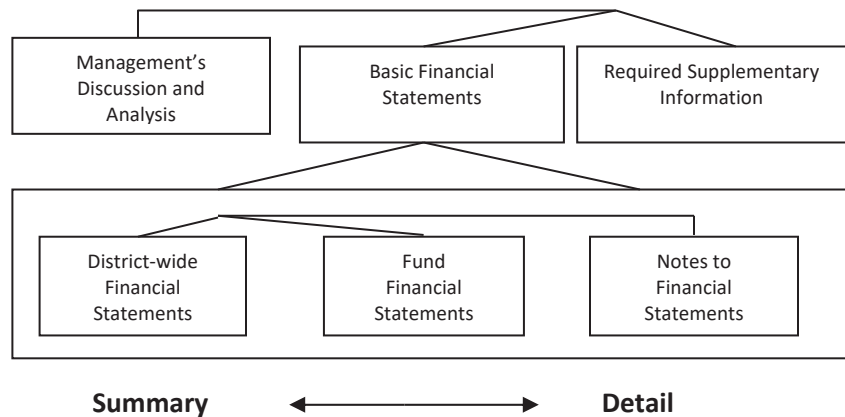 Management’s
Discussion and
Analysis
Basic Financial
Statements
Required Supplementary
Information
District-wide
Financial
Statements
Fund
Financial
Statements
Notes to
Financial
Statements
Summary
Detail